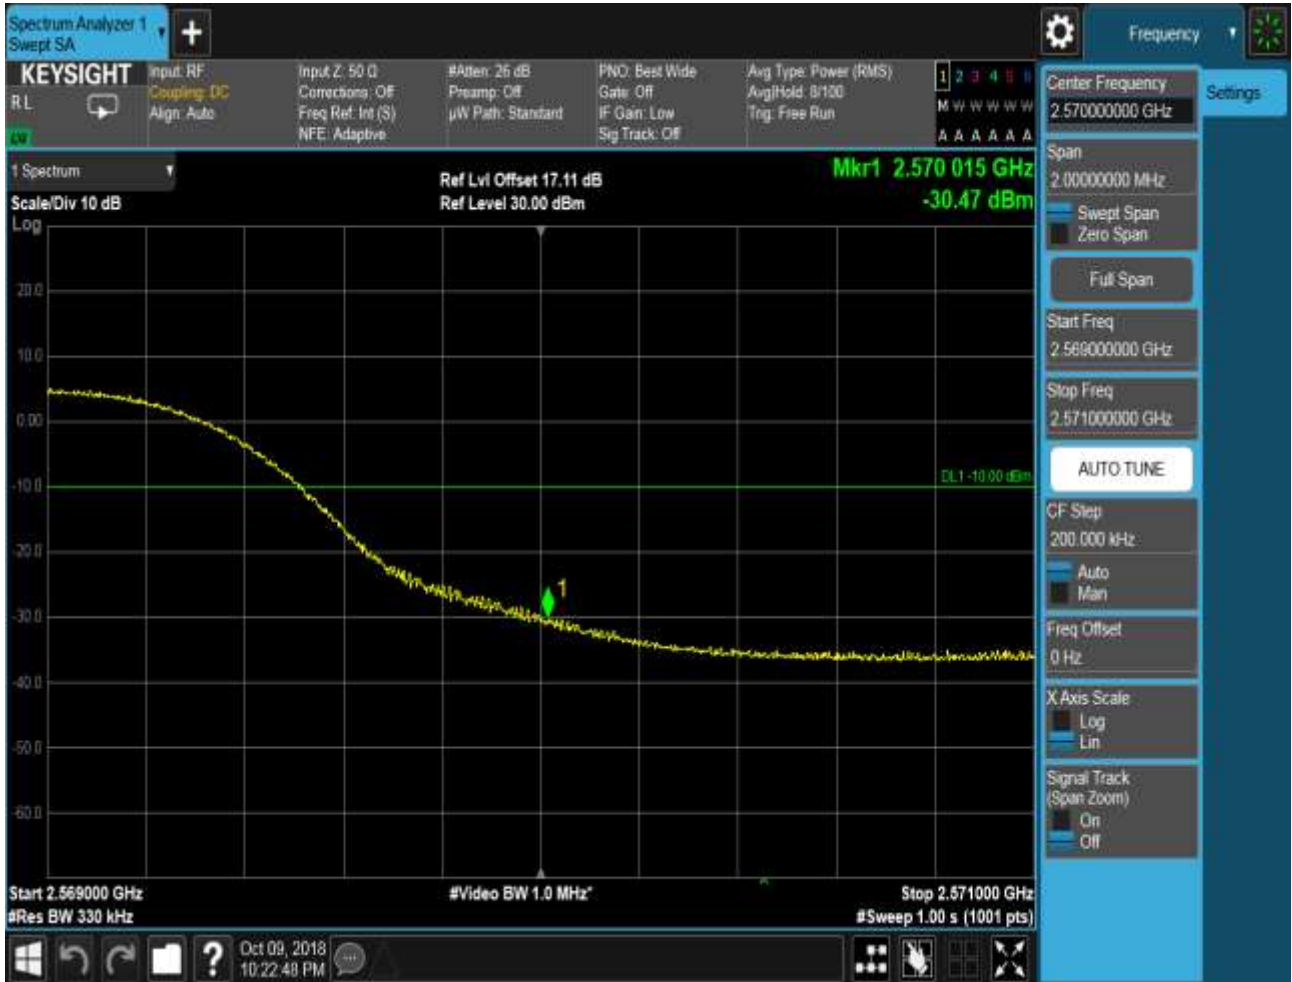 Spectrum Analyzer 1
Swept SA
Frequency
KEYSIGHT
R L
Input: RF
Coupling: DC
Align: Auto
Input Z: 50 Ω
Corrections: Off
Freq Ref: Int (S)
NFE: Adaptive
#Atten: 26 dB
Preamp: Off
µW Path: Standard
PNO: Best Wide
Gate: Off
IF Gain: Low
Sig Track: Off
Avg Type: Power (RMS)
Avg|Hold: 8/100
Trig: Free Run
1 2 3 4 5 6
M W W W W W
A A A A A A
1 Spectrum
Scale/Div 10 dB
Log
Ref Lvl Offset 17.11 dB
Ref Level 30.00 dBm
Mkr1 2.570 015 GHz
-30.47 dBm
20.0
10.0
0.00
-10.0
-20.0
-30.0
-40.0
-50.0
-60.0
DL1 -10.00 dBm
1
Start 2.569000 GHz
#Res BW 330 kHz
#Video BW 1.0 MHz*
Stop 2.571000 GHz
#Sweep 1.00 s (1001 pts)
Center Frequency
2.570000000 GHz
Settings
Span
2.00000000 MHz
Swept Span
Zero Span
Full Span
Start Freq
2.569000000 GHz
Stop Freq
2.571000000 GHz
AUTO TUNE
CF Step
200.000 kHz
Auto
Man
Freq Offset
0 Hz
X Axis Scale
Log
Lin
Signal Track
(Span Zoom)
On
Off
?
Oct 09, 2018
10:22:48 PM